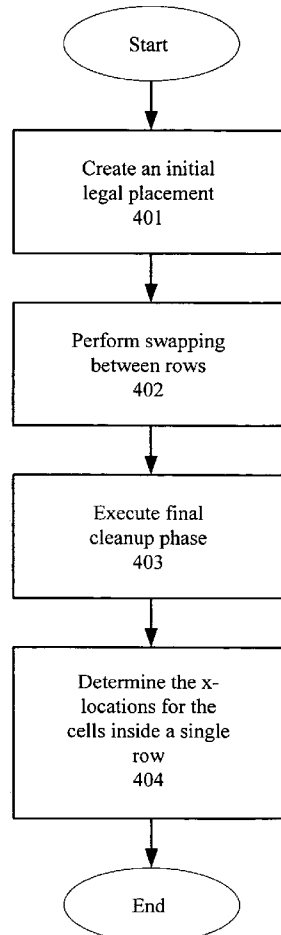 Start
Create an initial
legal placement
401
Perform swapping
between rows
402
Execute final
cleanup phase
403
Determine the x-
locations for the
cells inside a single
row
404
End